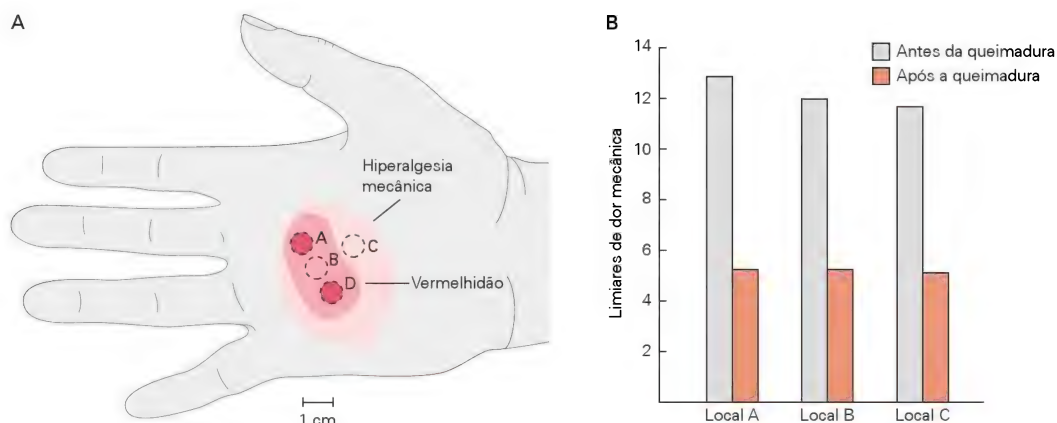 A
Hiperalgesia
mecânica
A
C
B
D
Vermelhidão
1 cm
B
Limiares de dor mecânica
14
12
10
8
6
4
2
Antes da queimadura
Após a queimadura
Local A
Local B
Local C